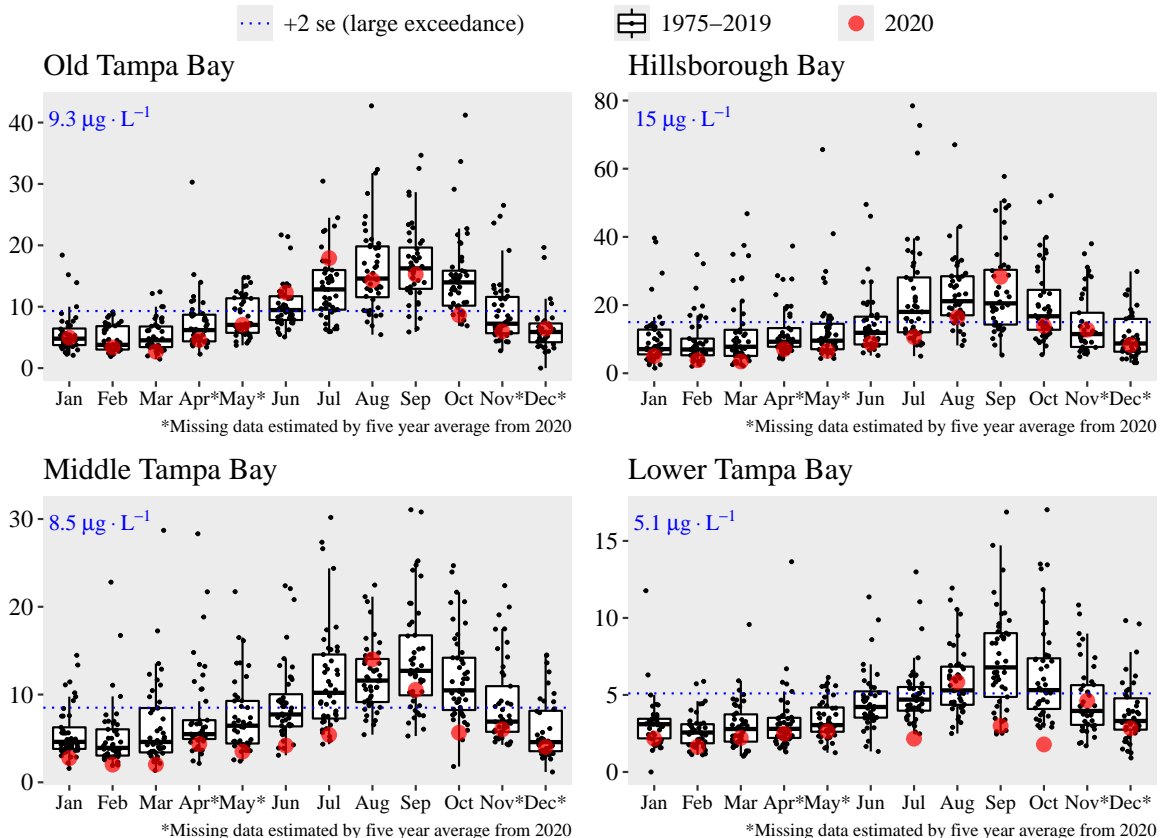 +2 se (large exceedance) 1975−2019 2020
Old Tampa Bay
9.3 μg ⋅ L−1
40
30
20
10
0
Jan Feb Mar Apr* May* Jun Jul Aug Sep Oct Nov* Dec*
*Missing data estimated by five year average from 2020
Hillsborough Bay
15 μg ⋅ L−1
80
60
40
20
0
Jan Feb Mar Apr* May* Jun Jul Aug Sep Oct Nov* Dec*
*Missing data estimated by five year average from 2020
Middle Tampa Bay
8.5 μg ⋅ L−1
30
20
10
0
Jan Feb Mar Apr* May* Jun Jul Aug Sep Oct Nov* Dec*
*Missing data estimated by five year average from 2020
Lower Tampa Bay
5.1 μg ⋅ L−1
15
10
5
0
Jan Feb Mar Apr* May* Jun Jul Aug Sep Oct Nov* Dec*
*Missing data estimated by five year average from 2020